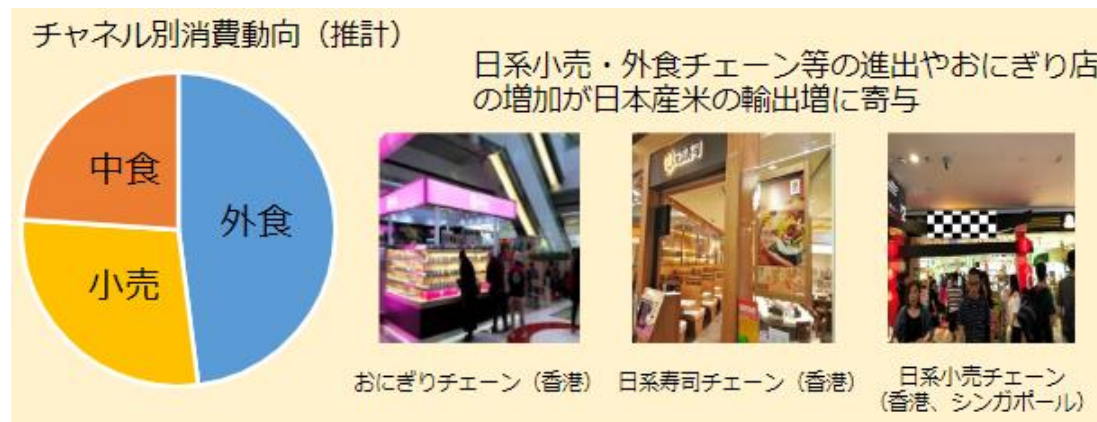 チャネル別消費動向（推計）
日系小売・外食チェーン等の進出やおにぎり店
の増加が日本産米の輸出増に寄与
中食
外食
小売
おにぎりチェーン（香港）
日系寿司チェーン（香港）
日系小売チェーン
（香港、シンガポール）